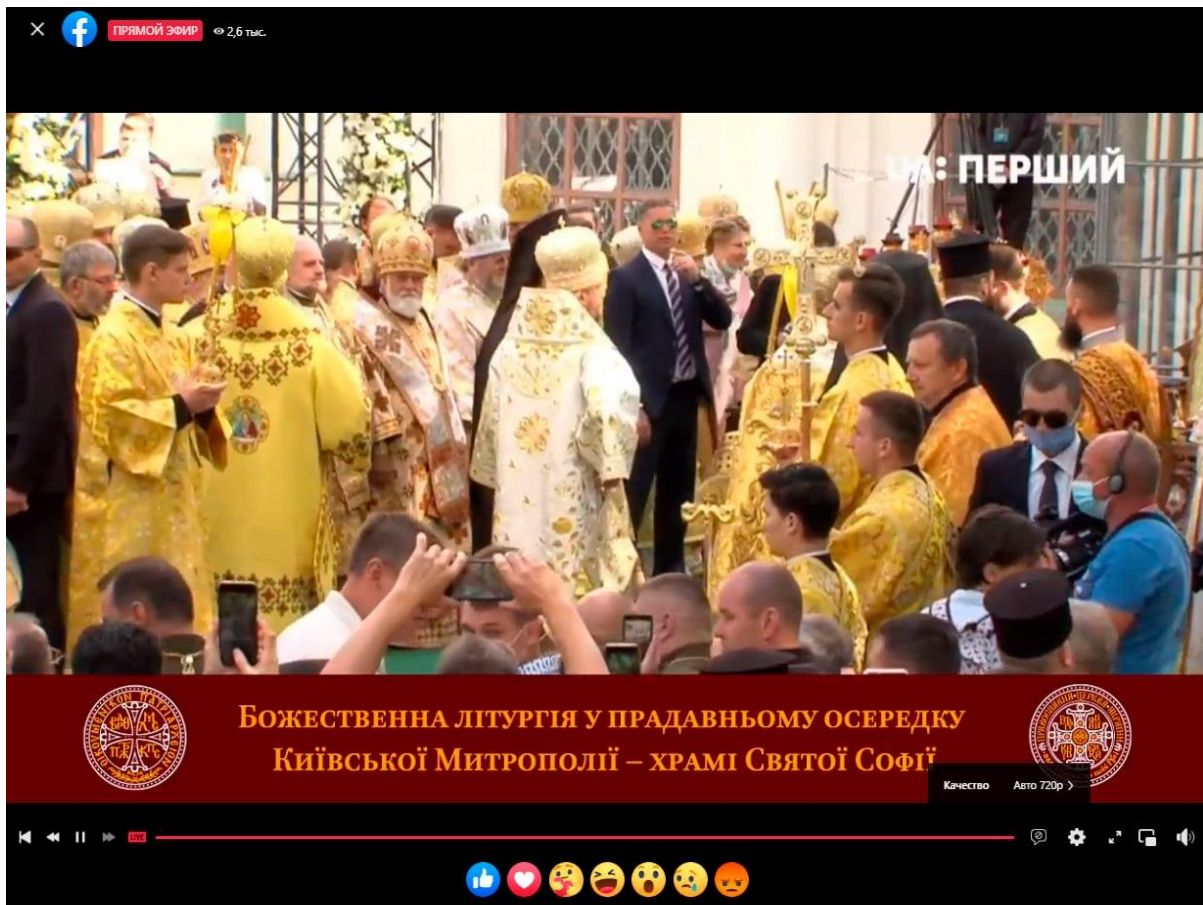 ПРЯМОЙ ЭФИР 2,6 тыс.
UA: ПЕРШИЙ
Божественна літургія у прадавньому осередку
Київської Митрополії – храмі Святої Софії
Качество Авто 720p
LIVE